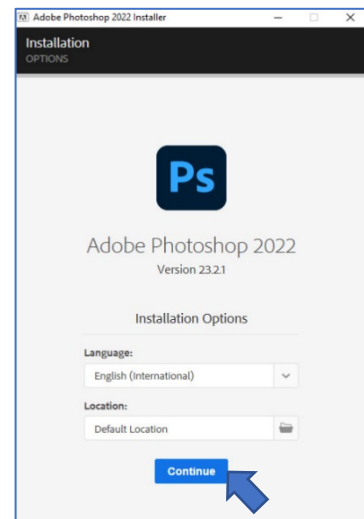 Adobe Photoshop 2022 Installer
Installation
OPTIONS
Ps
Adobe Photoshop 2022
Version 23.2.1
Installation Options
Language:
English (International)
Location:
Default Location
Continue